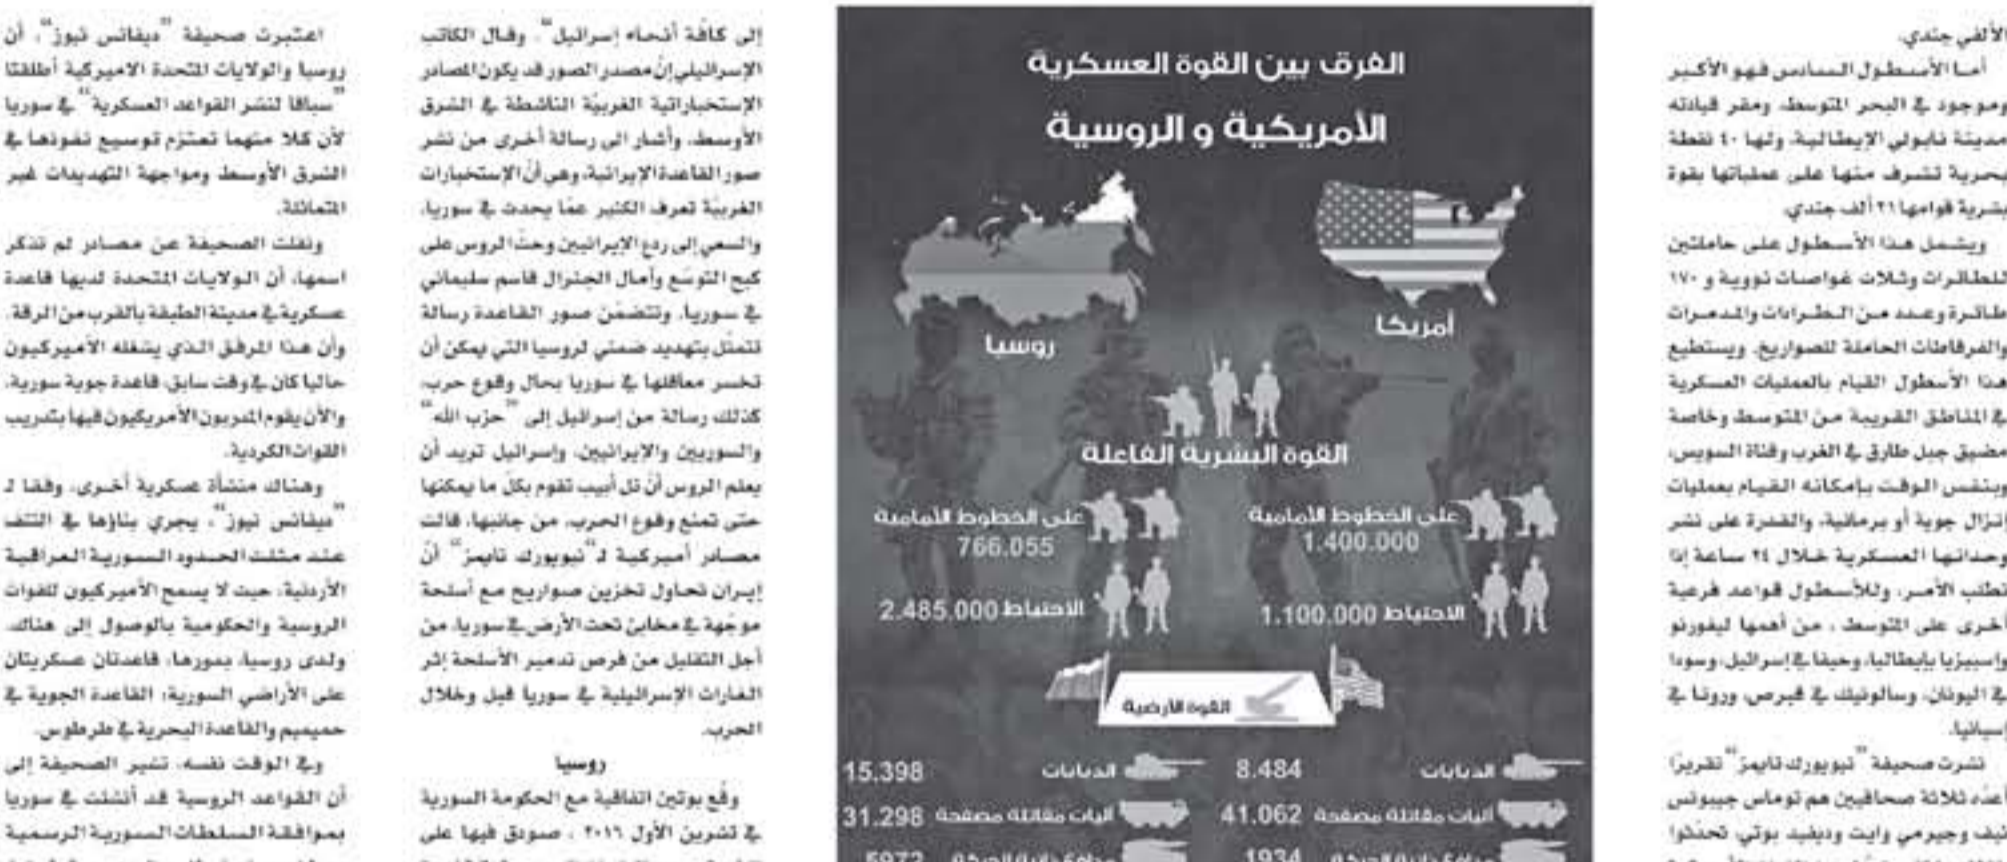 الألفي جندي.
أما الأسطول السادس فهو الأكبر
وموجود في البحر المتوسط، ومقر قيادته
مدينة نابولي الإيطالية، ولها ٤٠ نقطة
بحرية تشرف منها على عملياتها بقوة
بشرية قوامها ٢١ ألف جندي.
ويشمل هذا الأسطول على حاملتين
للطائرات وثلاث غواصات نووية و ١٧٠
طائرة وعدد من الطرادات والمدمرات
والفرقاطات الحاملة للصواريخ. ويستطيع
هذا الأسطول القيام بالعمليات العسكرية
في المناطق القريبة من المتوسط وخاصة
مضيق جبل طارق في الغرب وقناة السويس،
وبنفس الوقت بإمكانه القيام بعمليات
إنزال جوية أو برمائية، والقدرة على نشر
وحداتها العسكرية خلال ٢٤ ساعة إذا
تطلب الأمر، وللأسطول قواعد فرعية
أخرى على المتوسط ، من أهمها ليفورنو
واسبيزيا بإيطاليا، وحيفا في إسرائيل، وسودا
في اليونان، وسالونيك في قبرص، وروتا في
إسبانيا.
نشرت صحيفة "نيويورك تايمز" تقريرًا
أعدّه ثلاثة صحافيين هم توماس جيبونس
نيف وجيرمي وايت وديفيد بوتي، تحدّثوا
الفرق بين القوة العسكرية
الأمريكية و الروسية
أمريكا
روسيا
القوة البشرية الفاعلة
على الخطوط الأمامية
1.400.000
على الخطوط الأمامية
766.055
الاحتياط 1.100.000
الاحتياط 2.485.000
القوة الأرضية
الدبابات 8.484
الدبابات 15.398
آليات مقاتلة مصفحة 41.062
آليات مقاتلة مصفحة 31.298
مدافع ذاتية الحركة 1934
مدافع ذاتية الحركة 5972
إلى كافّة أنحاء إسرائيل". وقال الكاتب
الإسرائيلي إنّ مصدر الصور قد يكون المصادر
الإستخباراتية الغربيّة الناشطة في الشرق
الأوسط، وأشار الى رسالة أخرى من نشر
صور القاعدة الإيرانية، وهي أنّ الإستخبارات
الغربيّة تعرف الكثير عمّا يحدث في سوريا،
والسعي إلى ردع الإيرانيين وحثّ الروس على
كبح التوسّع وآمال الجنرال قاسم سليماني
في سوريا. وتتضمّن صور القاعدة رسالة
تتمثّل بتهديد ضمني لروسيا التي يمكن أن
تخسر معاقلها في سوريا بحال وقوع حرب،
كذلك رسالة من إسرائيل إلى "حزب الله"
والسوريين والإيرانيين، وإسرائيل تريد أن
يعلم الروس أنّ تل أبيب تقوم بكلّ ما يمكنها
حتى تمنع وقوع الحرب، من جانبها، قالت
مصادر أميركية لـ"نيويورك تايمز" أنّ
إيران تحاول تخزين صواريخ مع أسلحة
موجّهة في مخابئ تحت الأرض في سوريا، من
أجل التقليل من فرص تدمير الأسلحة إثر
الغارات الإسرائيلية في سوريا قبل وخلال
الحرب.
روسيا
وقّع بوتين اتفاقية مع الحكومة السورية
في تشرين الأول ٢٠١٦ ، صودق فيها على
اعتبرت صحيفة "ديفانس نيوز"، أن
روسيا والولايات المتحدة الاميركية أطلقتا
"سباقا لنشر القواعد العسكرية" في سوريا
لأن كلا منهما تعتزم توسيع نفوذها في
الشرق الأوسط ومواجهة التهديدات غير
المتماثلة.
ونقلت الصحيفة عن مصادر لم تذكر
اسمها، أن الولايات المتحدة لديها قاعدة
عسكرية في مدينة الطبقة بالقرب من الرقة.
وأن هذا المرفق الذي يشغله الأميركيون
حاليا كان في وقت سابق، قاعدة جوية سورية،
والآن يقوم المدربون الأمريكيون فيها بتدريب
القوات الكردية.
وهناك منشأة عسكرية أخرى، وفقا لـ
"ديفانس نيوز"، يجري بناؤها في التنف
عند مثلث الحدود السورية العراقية
الأردنية، حيث لا يسمح الأميركيون للقوات
الروسية والحكومية بالوصول إلى هناك.
ولدى روسيا، بدورها، قاعدتان عسكريتان
على الأراضي السورية؛ القاعدة الجوية في
حميميم والقاعدة البحرية في طرطوس.
وفي الوقت نفسه، تشير الصحيفة إلى
أن القواعد الروسية قد أنشئت في سوريا
بموافقة السلطات السورية الرسمية